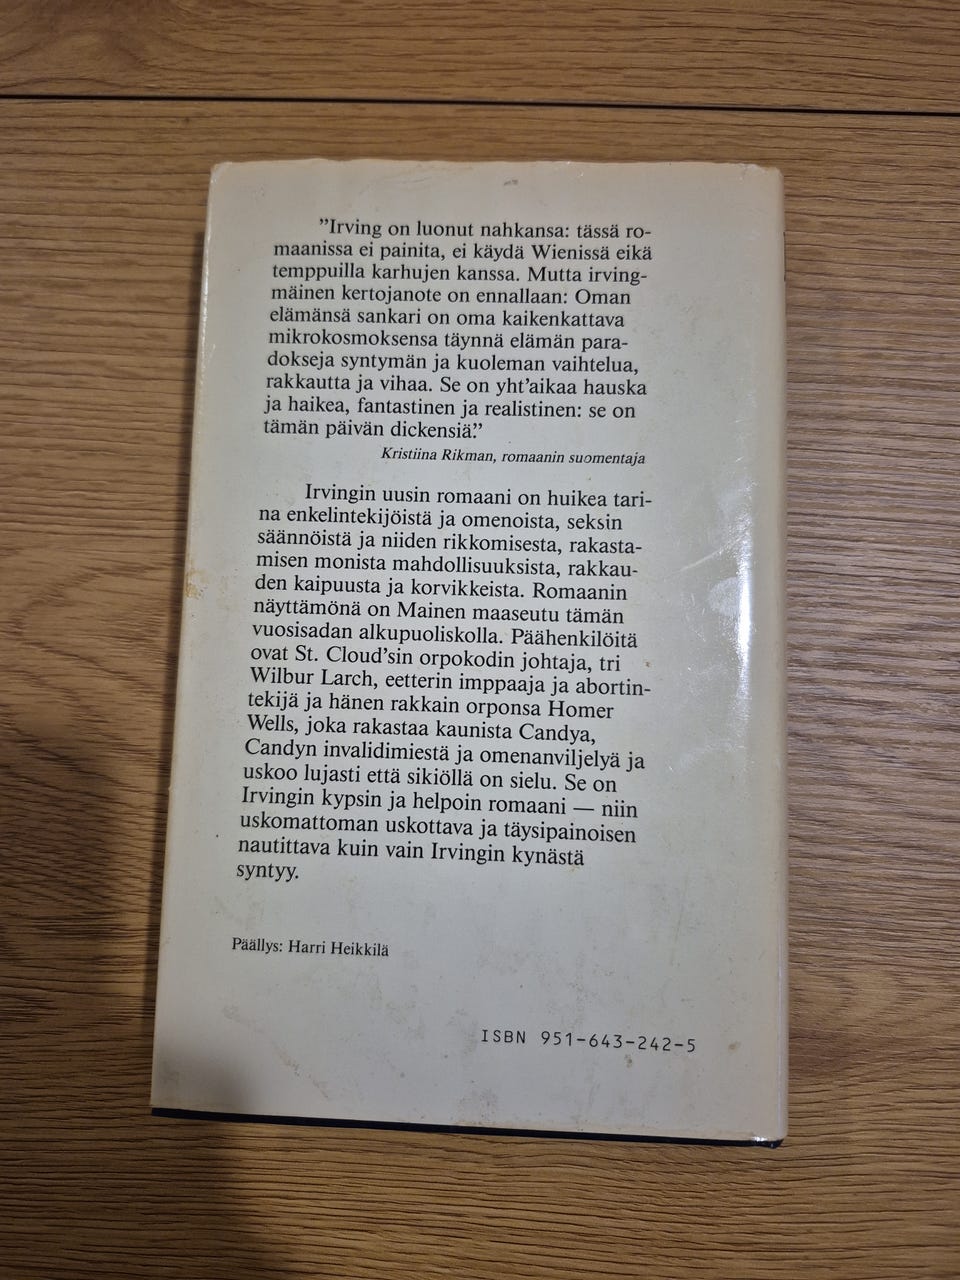 ”Irving on luonut nahkansa: tässä ro-
maanissa ei painita, ei käydä Wienissä eikä
temppuilla karhujen kanssa. Mutta irving-
mäinen kertojanote on ennallaan: Oman
elämänsä sankari on oma kaikenkattava
mikrokosmoksensa täynnä elämän para-
dokseja syntymän ja kuoleman vaihtelua,
rakkautta ja vihaa. Se on yht’aikaa hauska
ja haikea, fantastinen ja realistinen: se on
tämän päivän dickensiä.”
Kristiina Rikman, romaanin suomentaja
Irvingin uusin romaani on huikea tari-
na enkelintekijöistä ja omenoista, seksin
säännöistä ja niiden rikkomisesta, rakasta-
misen monista mahdollisuuksista, rakkau-
den kaipuusta ja korvikkeista. Romaanin
näyttämönä on Mainen maaseutu tämän
vuosisadan alkupuoliskolla. Päähenkilöitä
ovat St. Cloud’sin orpokodin johtaja, tri
Wilbur Larch, eetterin imppaaja ja abortin-
tekijä ja hänen rakkain orponsa Homer
Wells, joka rakastaa kaunista Candya,
Candyn invalidimiestä ja omenanviljelyä ja
uskoo lujasti että sikiöllä on sielu. Se on
Irvingin kypsin ja helpoin romaani — niin
uskomattoman uskottava ja täysipainoisen
nautittava kuin vain Irvingin kynästä
syntyy.
Päällys: Harri Heikkilä
ISBN 951-643-242-5